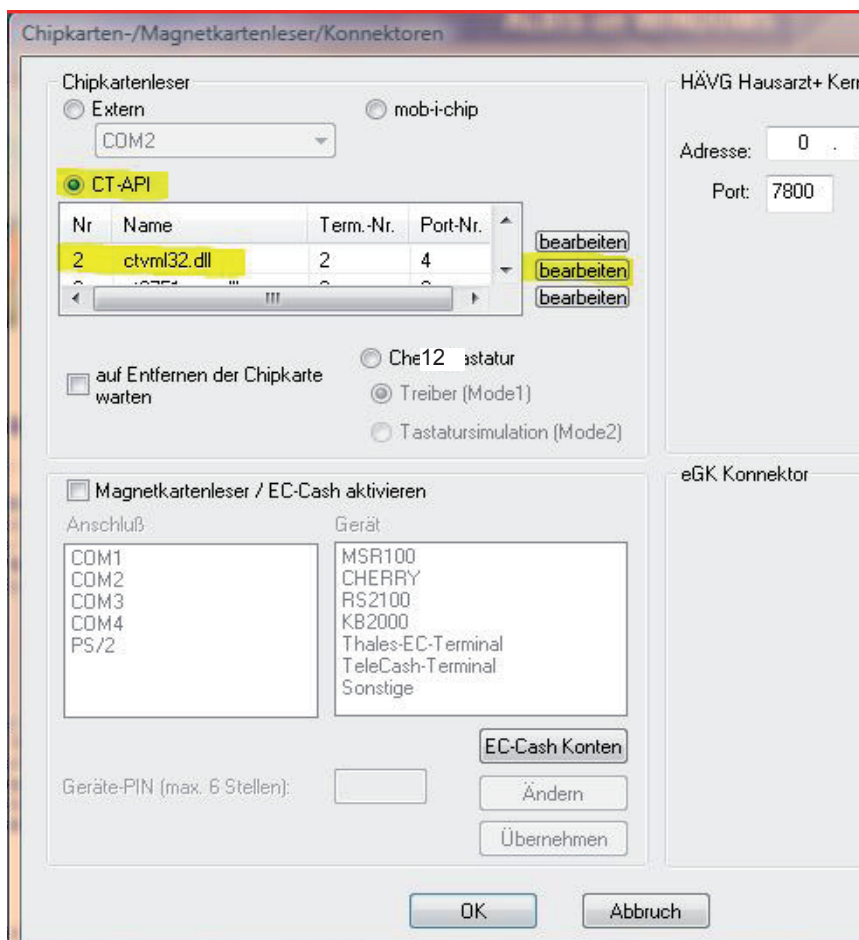 Chipkarten-/Magnetkartenleser/Konnektoren
Chipkartenleser
Extern
mob-i-chip
COM2
CT-API
Nr Name Term.-Nr. Port-Nr.
2 ctvml32.dll 2 4
bearbeiten
bearbeiten
bearbeiten
auf Entfernen der Chipkarte
warten
Che12 astatur
Treiber (Mode1)
Tastatursimulation (Mode2)
HÄVG Hausarzt+ Kern
Adresse: 0 .
Port: 7800
Magnetkartenleser / EC-Cash aktivieren
Anschluß
COM1
COM2
COM3
COM4
PS/2
Gerät
MSR100
CHERRY
RS2100
KB2000
Thales-EC-Terminal
TeleCash-Terminal
Sonstige
EC-Cash Konten
Geräte-PIN (max. 6 Stellen):
Ändern
Übernehmen
eGK Konnektor
OK
Abbruch